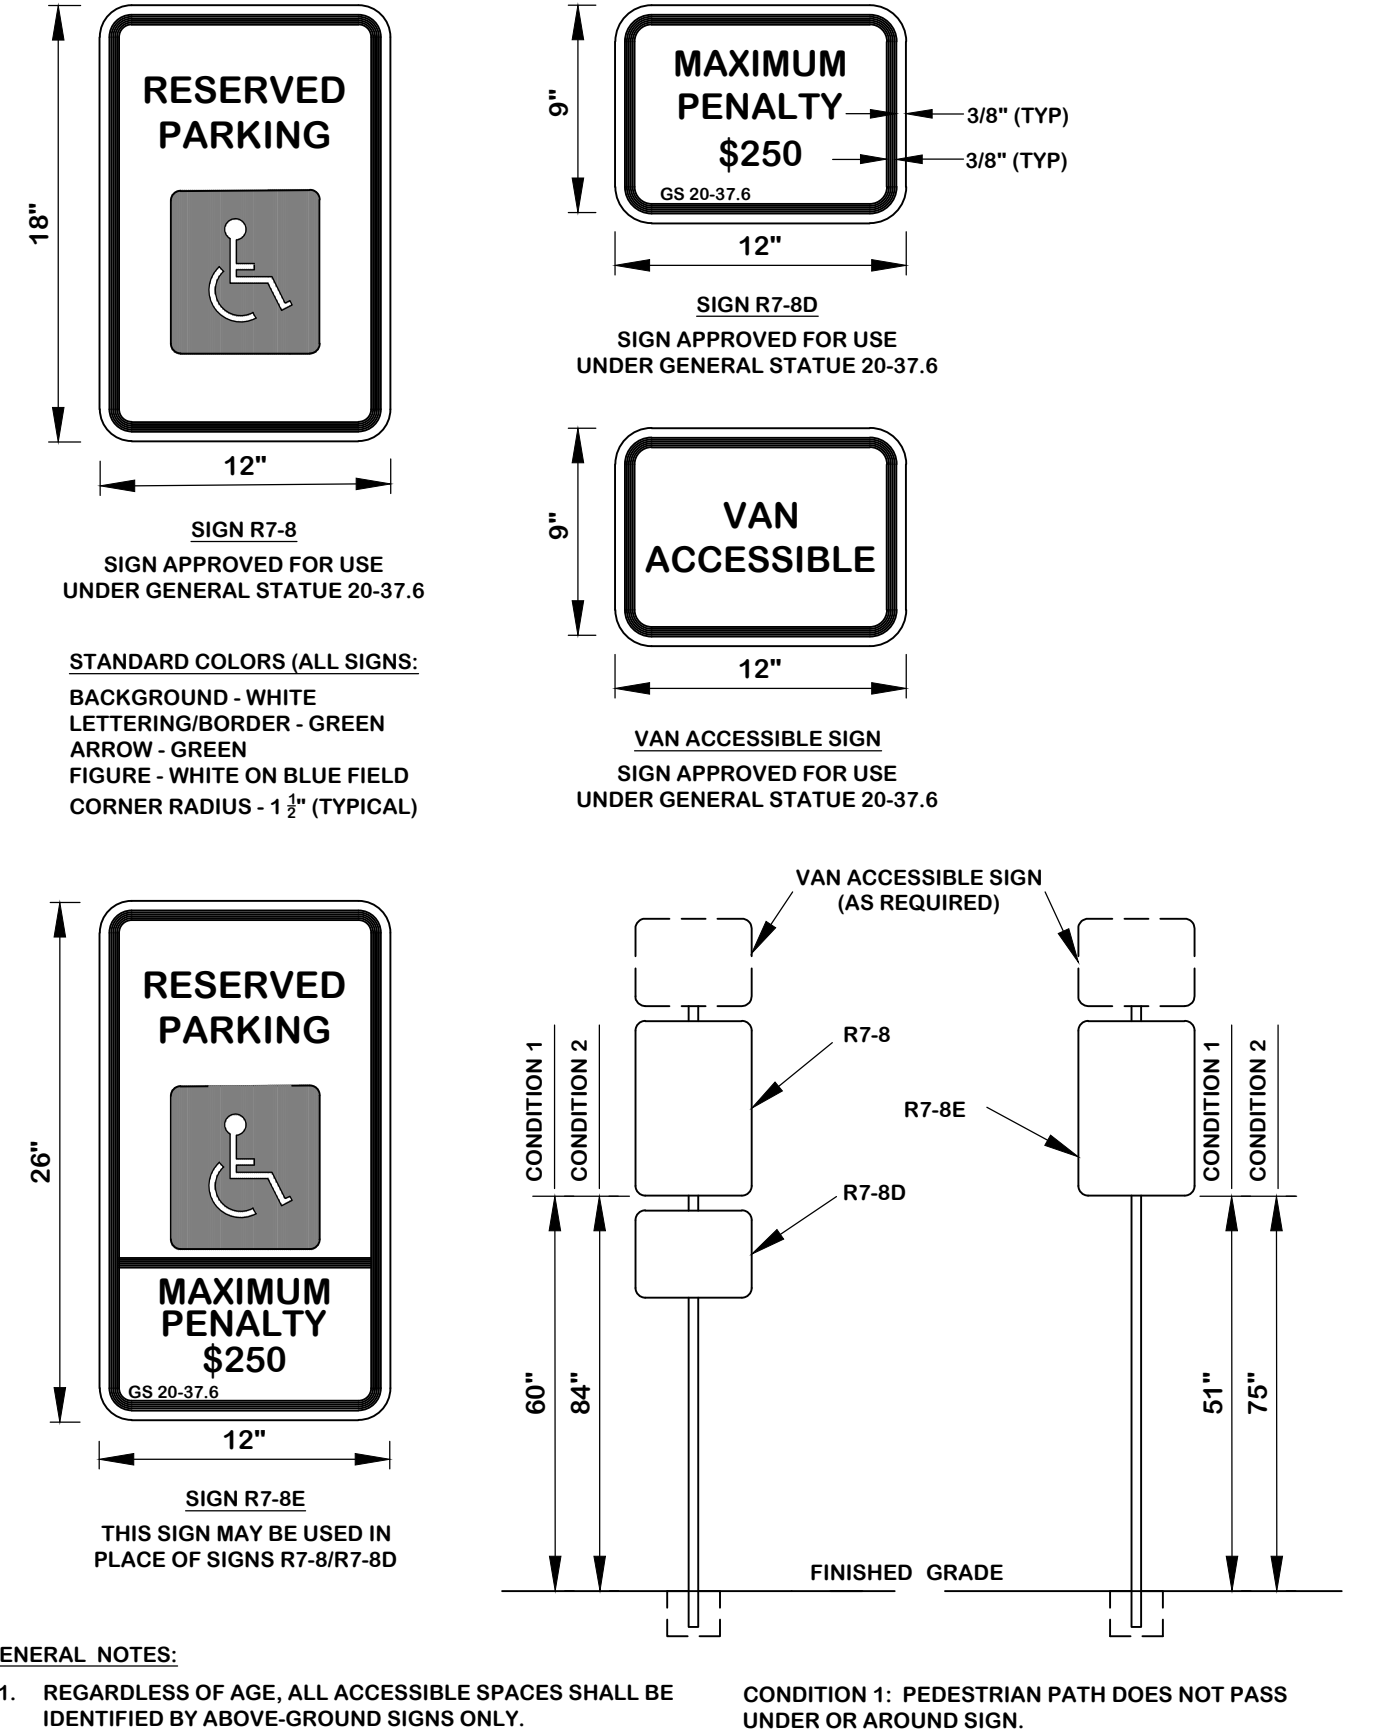 RESERVED
PARKING
18"
12"
SIGN R7-8
SIGN APPROVED FOR USE
UNDER GENERAL STATUE 20-37.6
STANDARD COLORS (ALL SIGNS:
BACKGROUND - WHITE
LETTERING/BORDER - GREEN
ARROW - GREEN
FIGURE - WHITE ON BLUE FIELD
CORNER RADIUS - 1 1/2" (TYPICAL)
MAXIMUM
PENALTY
$250
GS 20-37.6
3/8" (TYP)
3/8" (TYP)
9"
12"
SIGN R7-8D
SIGN APPROVED FOR USE
UNDER GENERAL STATUE 20-37.6
VAN
ACCESSIBLE
9"
12"
VAN ACCESSIBLE SIGN
SIGN APPROVED FOR USE
UNDER GENERAL STATUE 20-37.6
RESERVED
PARKING
MAXIMUM
PENALTY
$250
GS 20-37.6
26"
12"
SIGN R7-8E
THIS SIGN MAY BE USED IN
PLACE OF SIGNS R7-8/R7-8D
VAN ACCESSIBLE SIGN
(AS REQUIRED)
CONDITION 1
CONDITION 2
R7-8
R7-8D
60"
84"
R7-8E
CONDITION 1
CONDITION 2
51"
75"
FINISHED GRADE
ENERAL NOTES:
1. REGARDLESS OF AGE, ALL ACCESSIBLE SPACES SHALL BE
IDENTIFIED BY ABOVE-GROUND SIGNS ONLY.
CONDITION 1: PEDESTRIAN PATH DOES NOT PASS
UNDER OR AROUND SIGN.